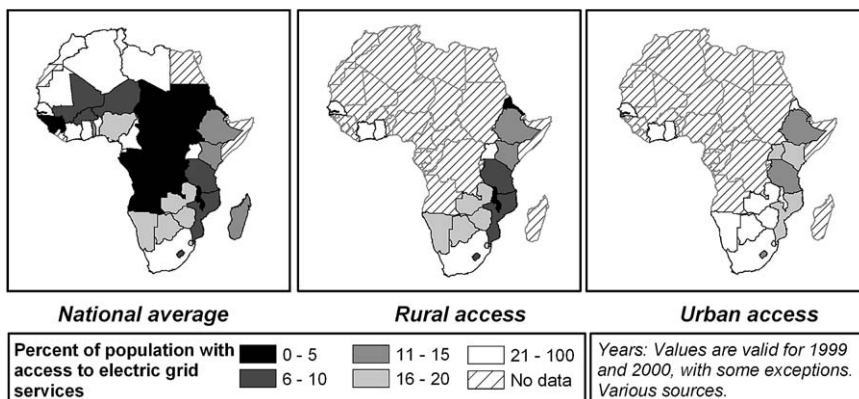 National average
Rural access
Urban access
Percent of population with
access to electric grid
services
0 - 5
6 - 10
11 - 15
16 - 20
21 - 100
No data
Years: Values are valid for 1999
and 2000, with some exceptions.
Various sources.